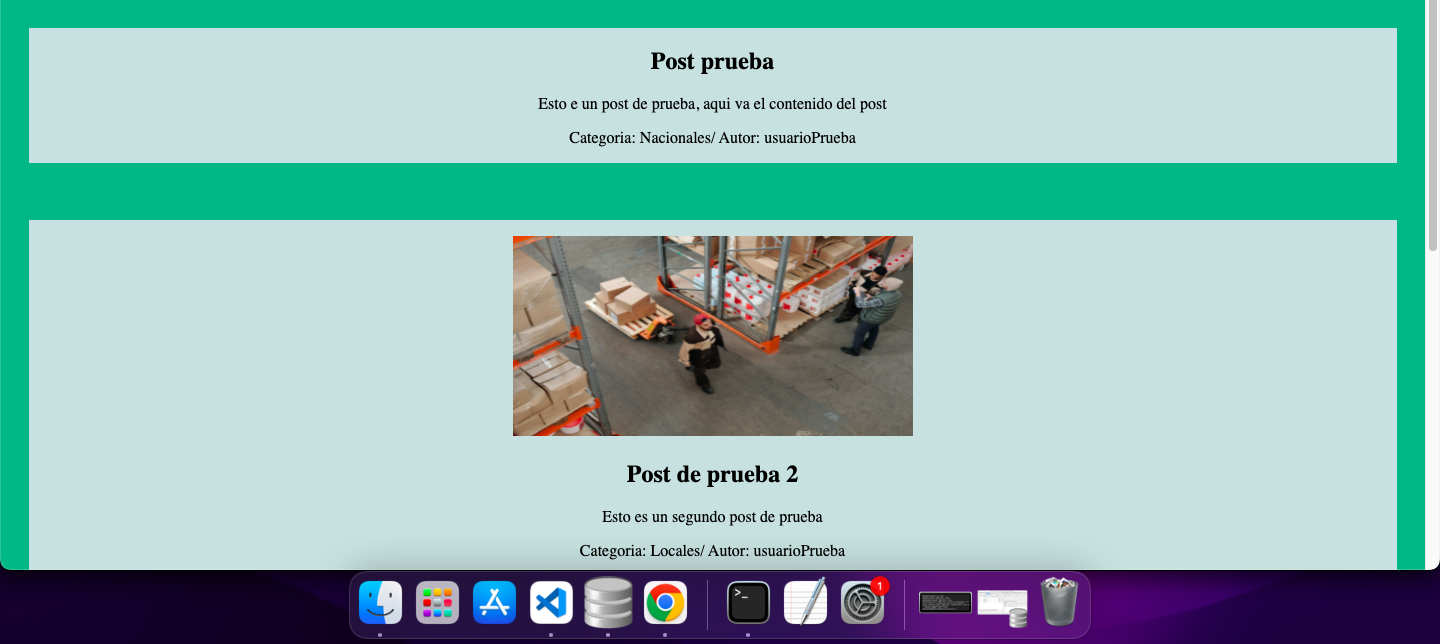 Post prueba
Esto e un post de prueba, aqui va el contenido del post
Categoria: Nacionales/ Autor: usuarioPrueba
Post de prueba 2
Esto es un segundo post de prueba
Categoria: Locales/ Autor: usuarioPrueba
>_
1